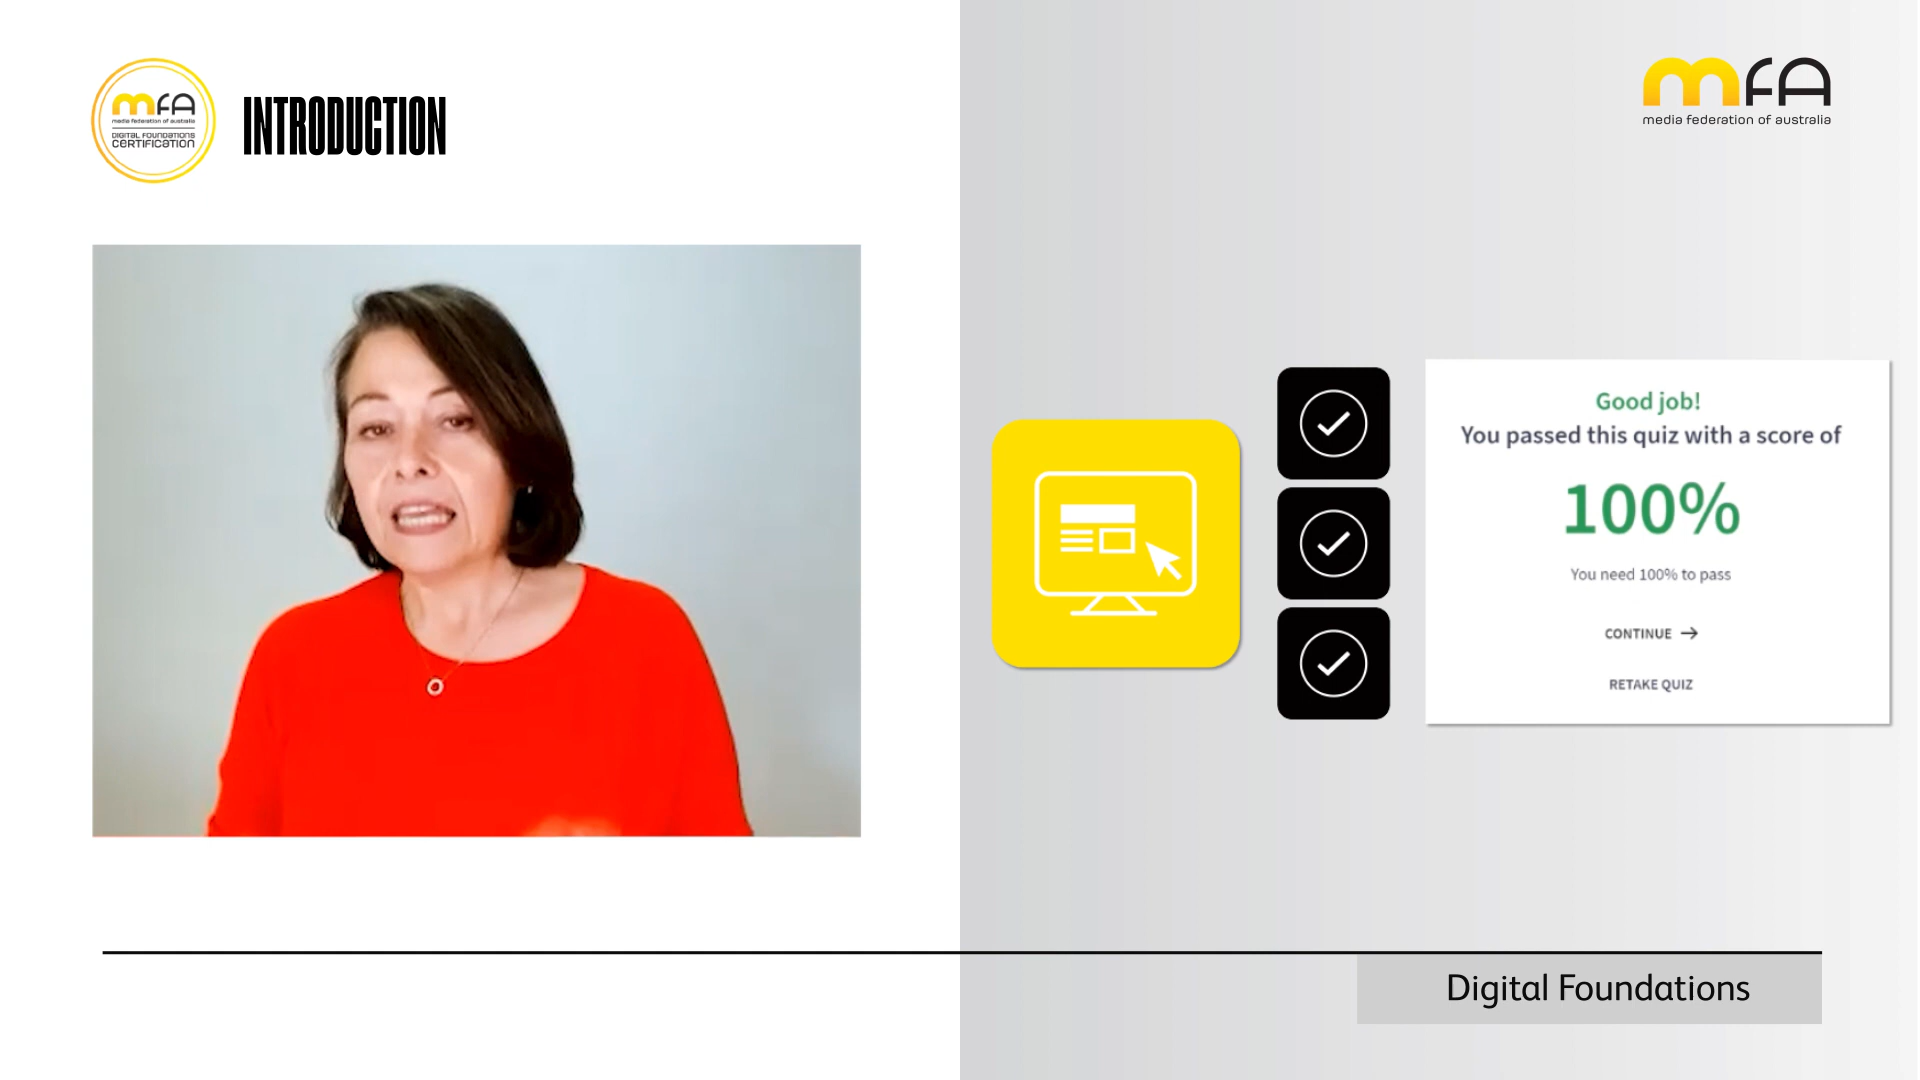 mfa
media federation of australia
DIGITAL FOUNDATIONS
CERTIFICATION
INTRODUCTION
mfa
media federation of australia
Good job!
You passed this quiz with a score of
100%
You need 100% to pass
CONTINUE →
RETAKE QUIZ
Digital Foundations